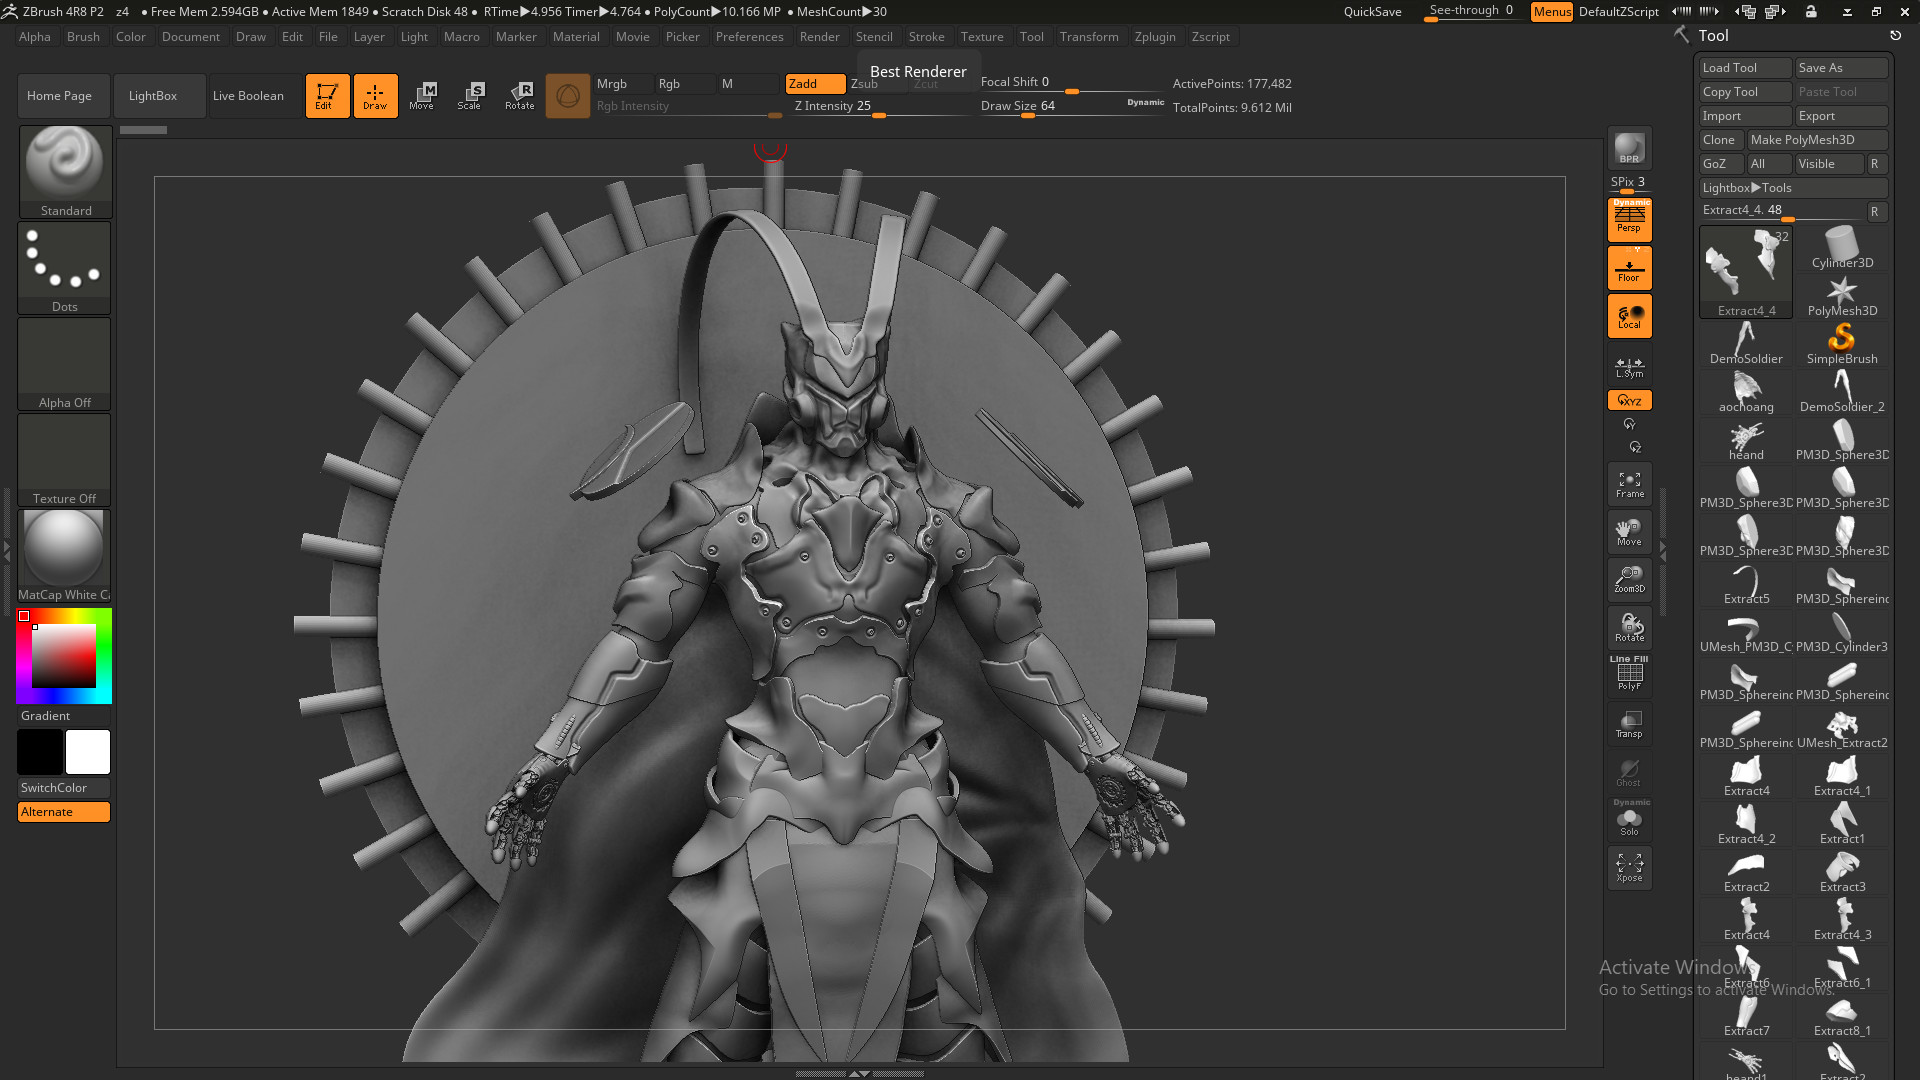 ZBrush 4R8 P2 z4 ● Free Mem 2.594GB ● Active Mem 1849 ● Scratch Disk 48 ● RTime▶4.956 Timer▶4.764 ● PolyCount▶10.166 MP ● MeshCount▶30 QuickSave See-through 0 Menus DefaultZScript
Alpha Brush Color Document Draw Edit File Layer Light Macro Marker Material Movie Picker Preferences Render Stencil Stroke Texture Tool Transform Zplugin Zscript
Home Page LightBox Live Boolean Edit Draw Move Scale Rotate
Mrgb Rgb M Zadd Zsub Zcut
Best Renderer
Rgb Intensity Z Intensity 25
Focal Shift 0
Draw Size 64 Dynamic
ActivePoints: 177,482
TotalPoints: 9.612 Mil
Standard
Dots
Alpha Off
Texture Off
MatCap White Ca
Gradient
SwitchColor
Alternate
BPR
SPix 3
Dynamic
Persp
Floor
Local
L.Sym
XYZ
Y
Z
Frame
Move
Zoom3D
Rotate
Line Fill
PolyF
Transp
Ghost
Dynamic
Solo
Xpose
Tool
Load Tool Save As
Copy Tool Paste Tool
Import Export
Clone Make PolyMesh3D
GoZ All Visible R
Lightbox▶Tools
Extract4_4. 48 R
32
Cylinder3D
Extract4_4 PolyMesh3D
DemoSoldier SimpleBrush
aochoang DemoSoldier_2
heand PM3D_Sphere3D
PM3D_Sphere3D PM3D_Sphere3D
PM3D_Sphere3D PM3D_Sphere3D
Extract5 PM3D_Sphereinc
UMesh_PM3D_Cy PM3D_Cylinder3
PM3D_Sphereinc PM3D_Sphereinc
PM3D_Sphereinc UMesh_Extract2
Extract4 Extract4_1
Extract4_2 Extract1
Extract2 Extract3
Extract4 Extract4_3
Extract6 Extract6_1
Extract7 Extract8_1
heand1 Extract2
Activate Windows
Go to Settings to activate Windows.